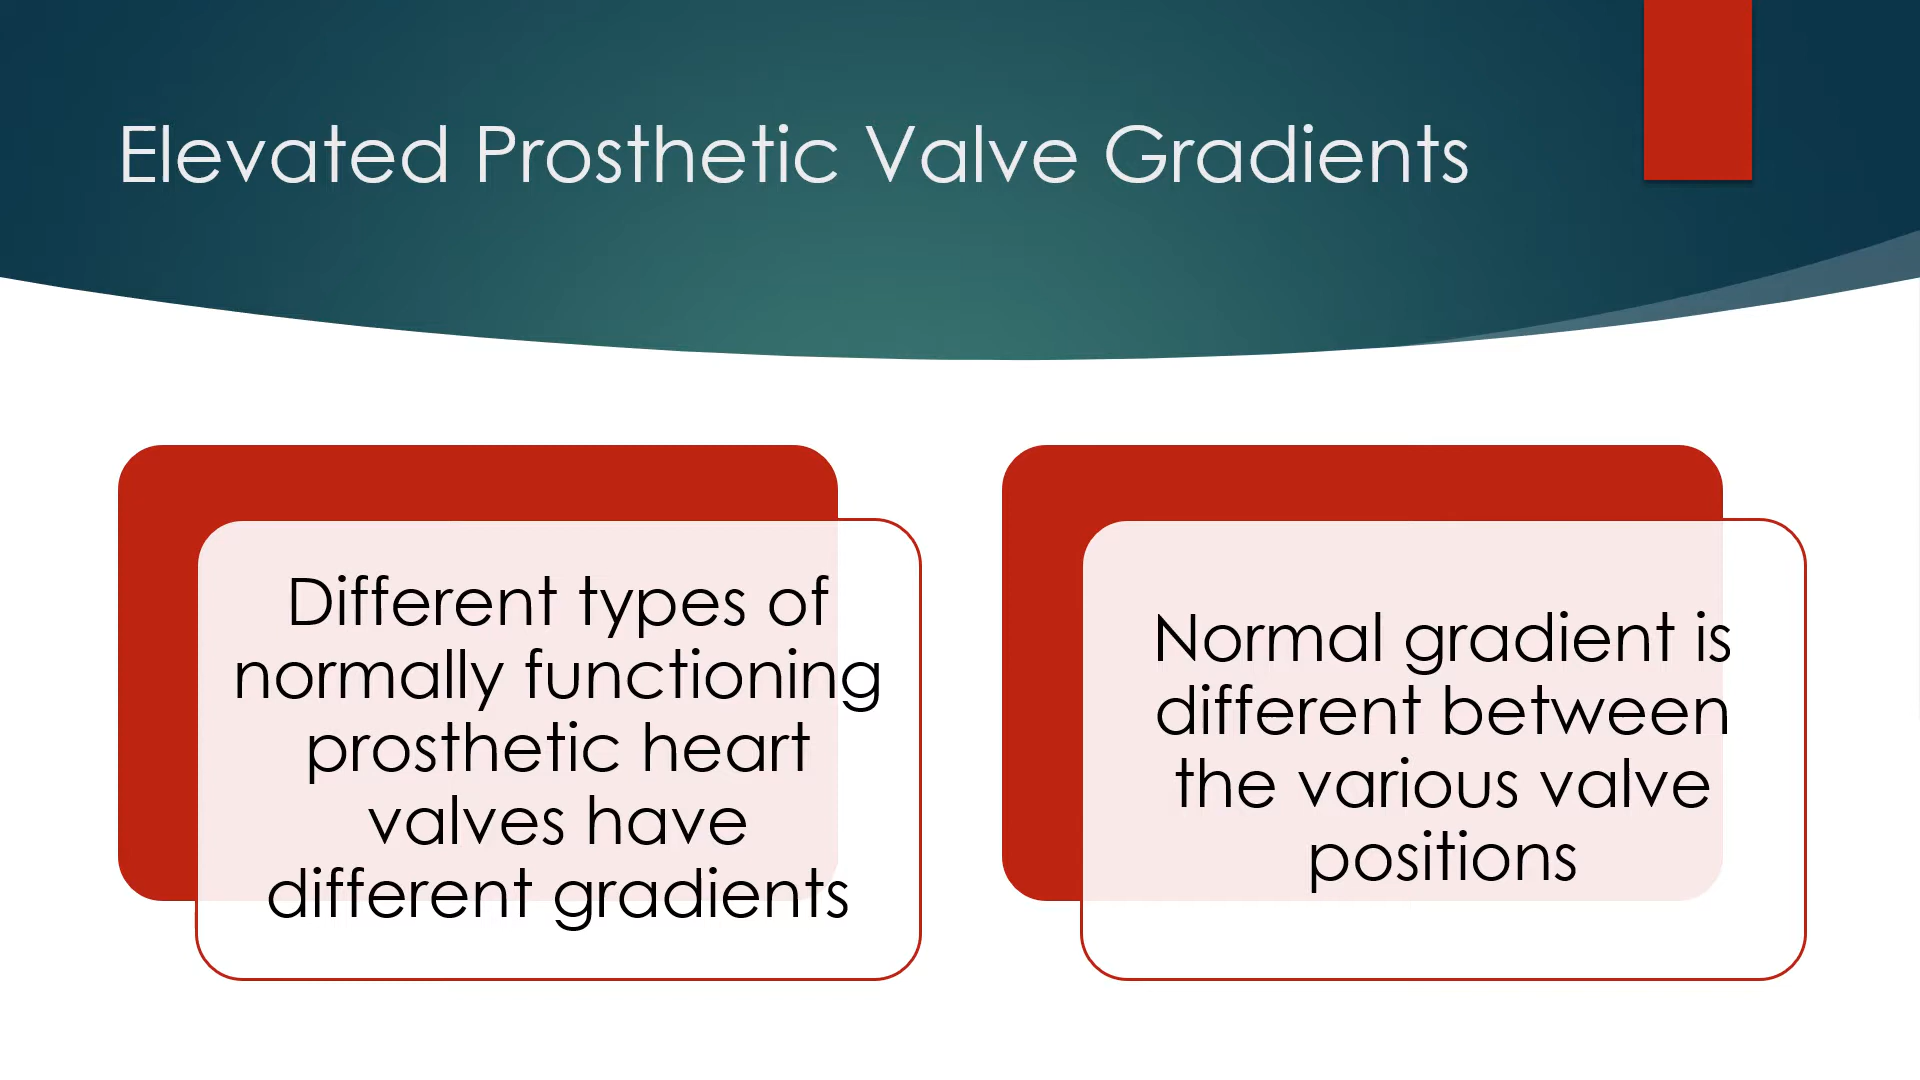 Elevated Prosthetic Valve Gradients
Different types of
normally functioning
prosthetic heart
valves have
different gradients
Normal gradient is
different between
the various valve
positions